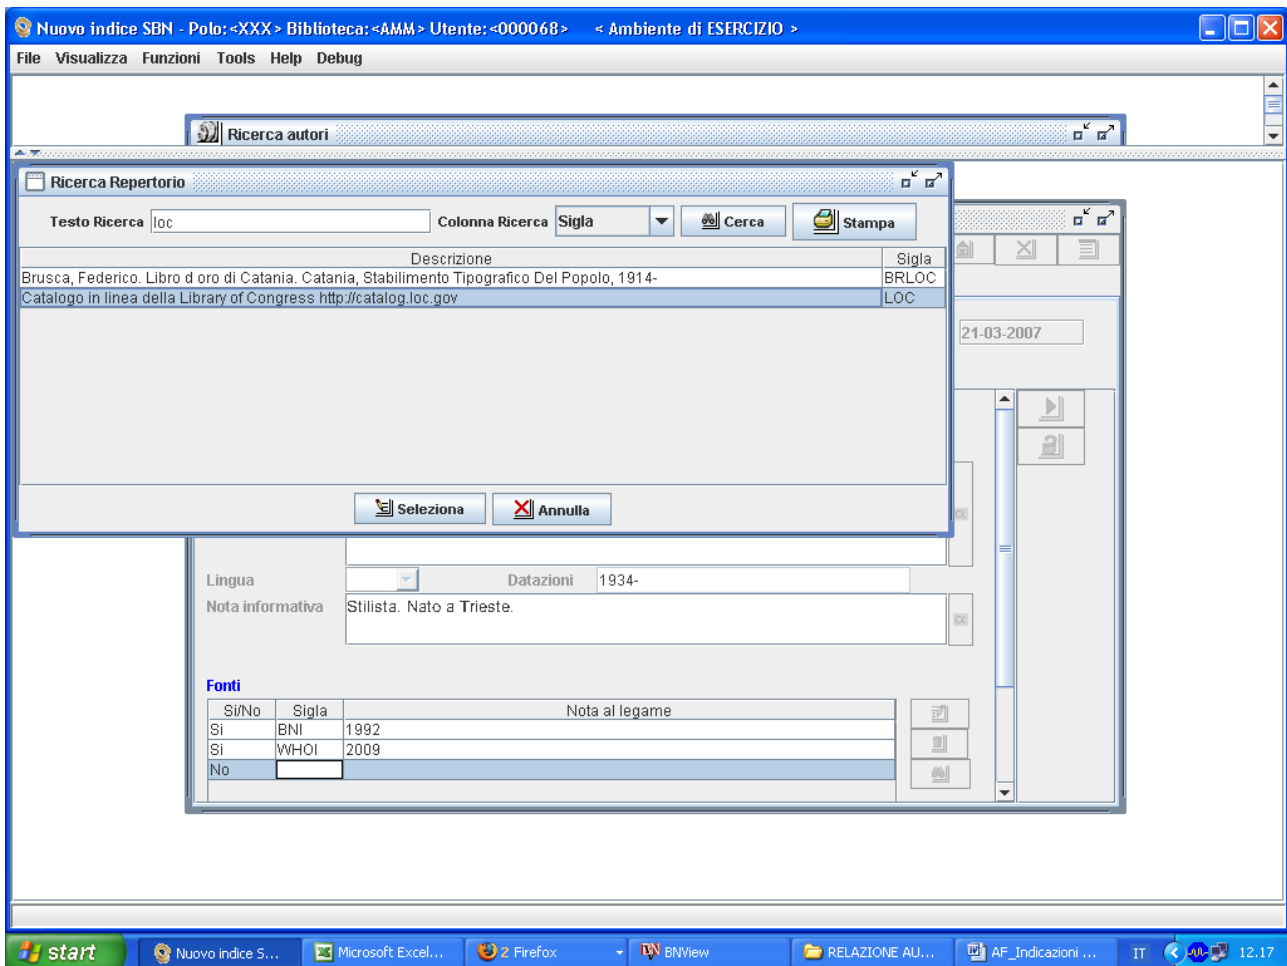 Nuovo indice SBN - Polo:<XXX> Biblioteca:<AMM> Utente:<000068> < Ambiente di ESERCIZIO >
File Visualizza Funzioni Tools Help Debug
Ricerca autori
Ricerca Repertorio
Testo Ricerca loc Colonna Ricerca Sigla Cerca Stampa
Descrizione Sigla
Brusca, Federico. Libro d oro di Catania. Catania, Stabilimento Tipografico Del Popolo, 1914- BRLOC
Catalogo in linea della Library of Congress http://catalog.loc.gov LOC
21-03-2007
Seleziona Annulla
Lingua Datazioni 1934-
Nota informativa Stilista. Nato a Trieste.
Fonti
Si/No Sigla Nota al legame
Si BNI 1992
Si WHOI 2009
No
start Nuovo indice S... Microsoft Excel... 2 Firefox BNView RELAZIONE AU... AF_Indicazioni ... IT 12.17